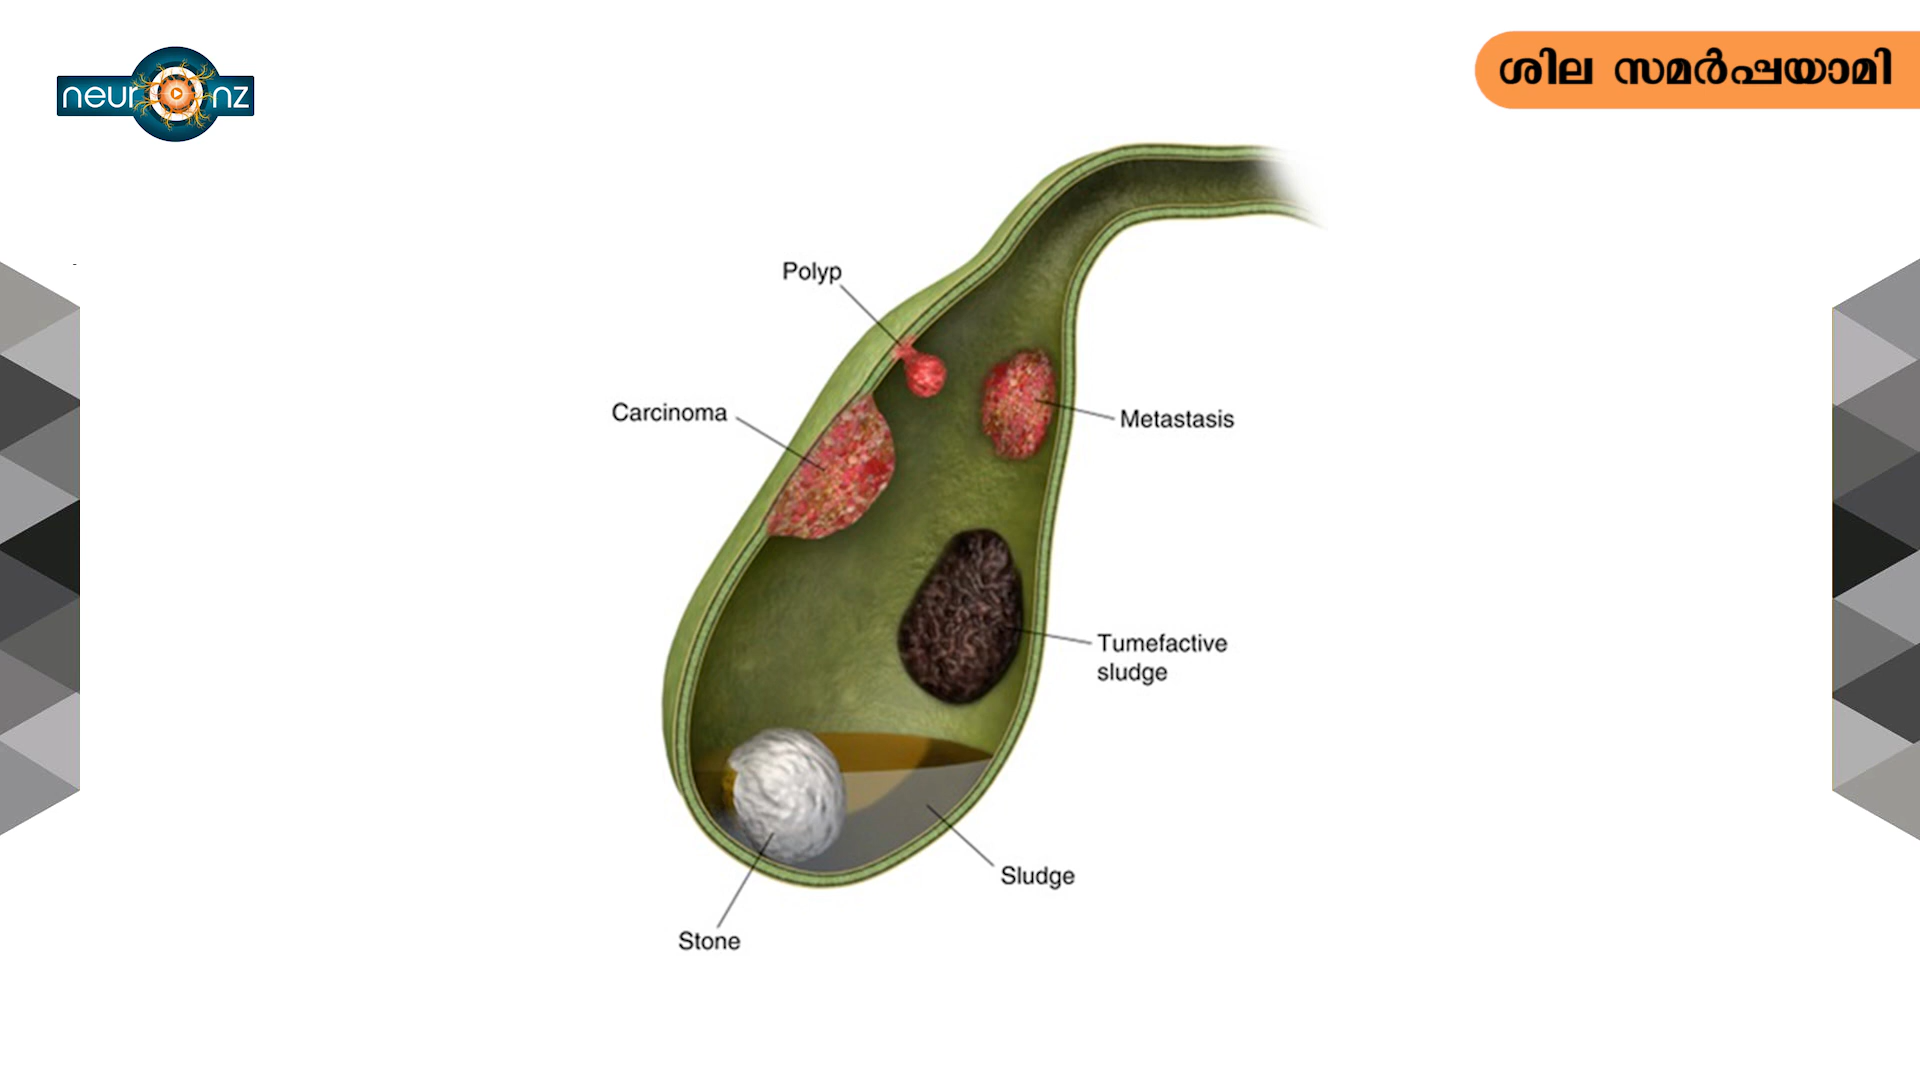 neuronz
ശില സമർപ്പയാമി
Polyp
Carcinoma
Metastasis
Tumefactive
sludge
Sludge
Stone